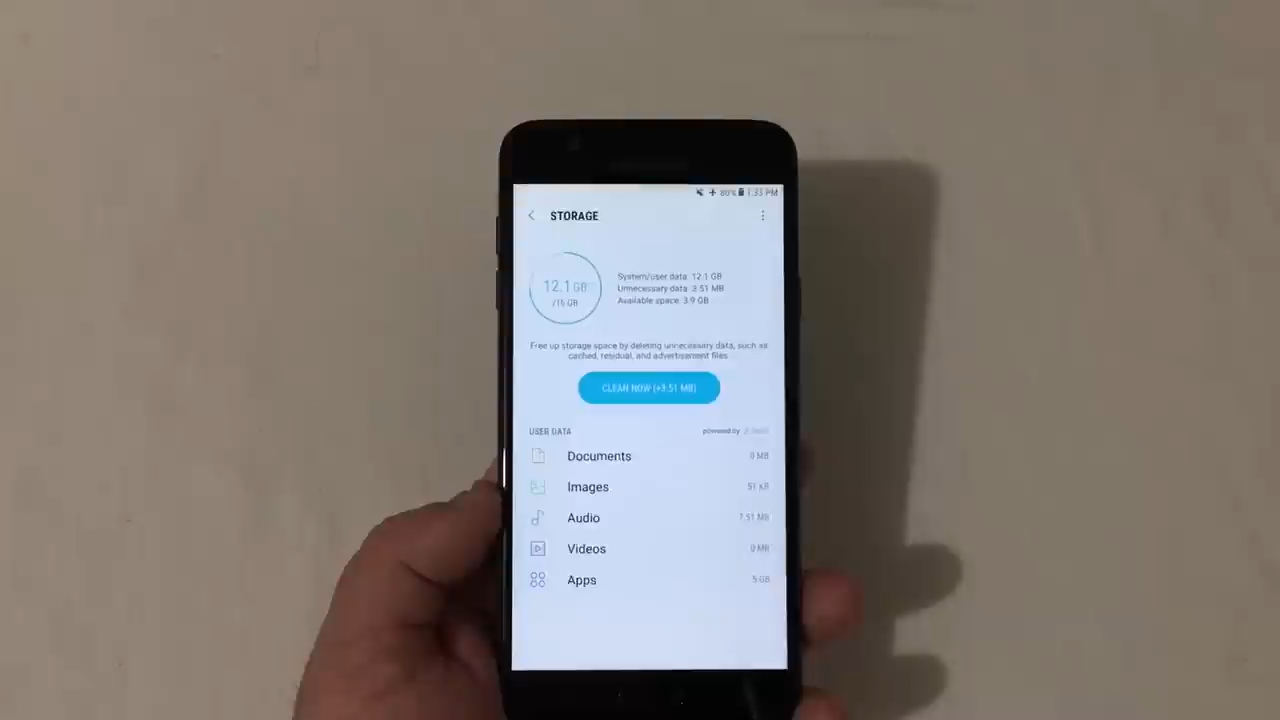 80% 1:33 PM
STORAGE
12.1 GB
/16 GB
System/user data: 12.1 GB
Unnecessary data: 3.51 MB
Available space: 3.9 GB
Free up storage space by deleting unnecessary data, such as
cached, residual, and advertisement files.
CLEAN NOW (+3.51 MB)
USER DATA powered by
Documents 0 MB
Images 51 KB
Audio 7.51 MB
Videos 0 MB
Apps 5 GB